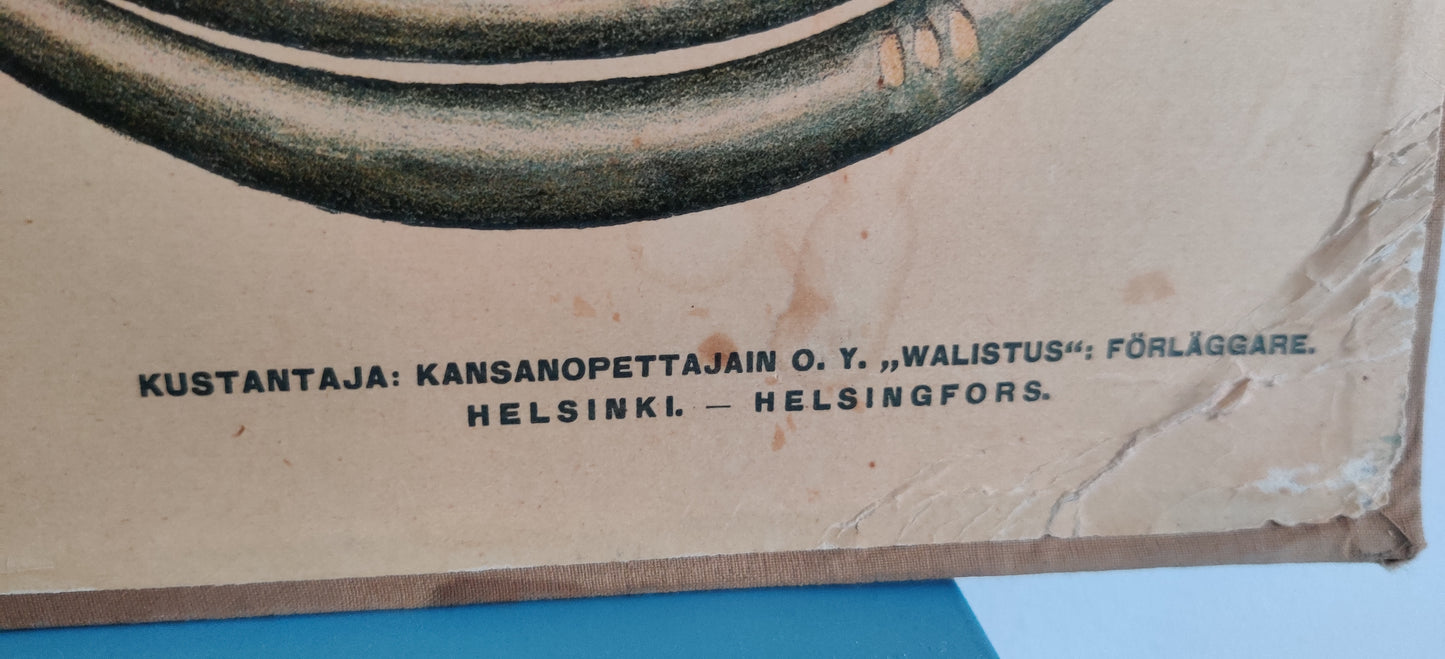 KUSTANTAJA: KANSANOPETTAJAIN O. Y. „WALISTUS“: FÖRLÄGGARE.
HELSINKI. — HELSINGFORS.